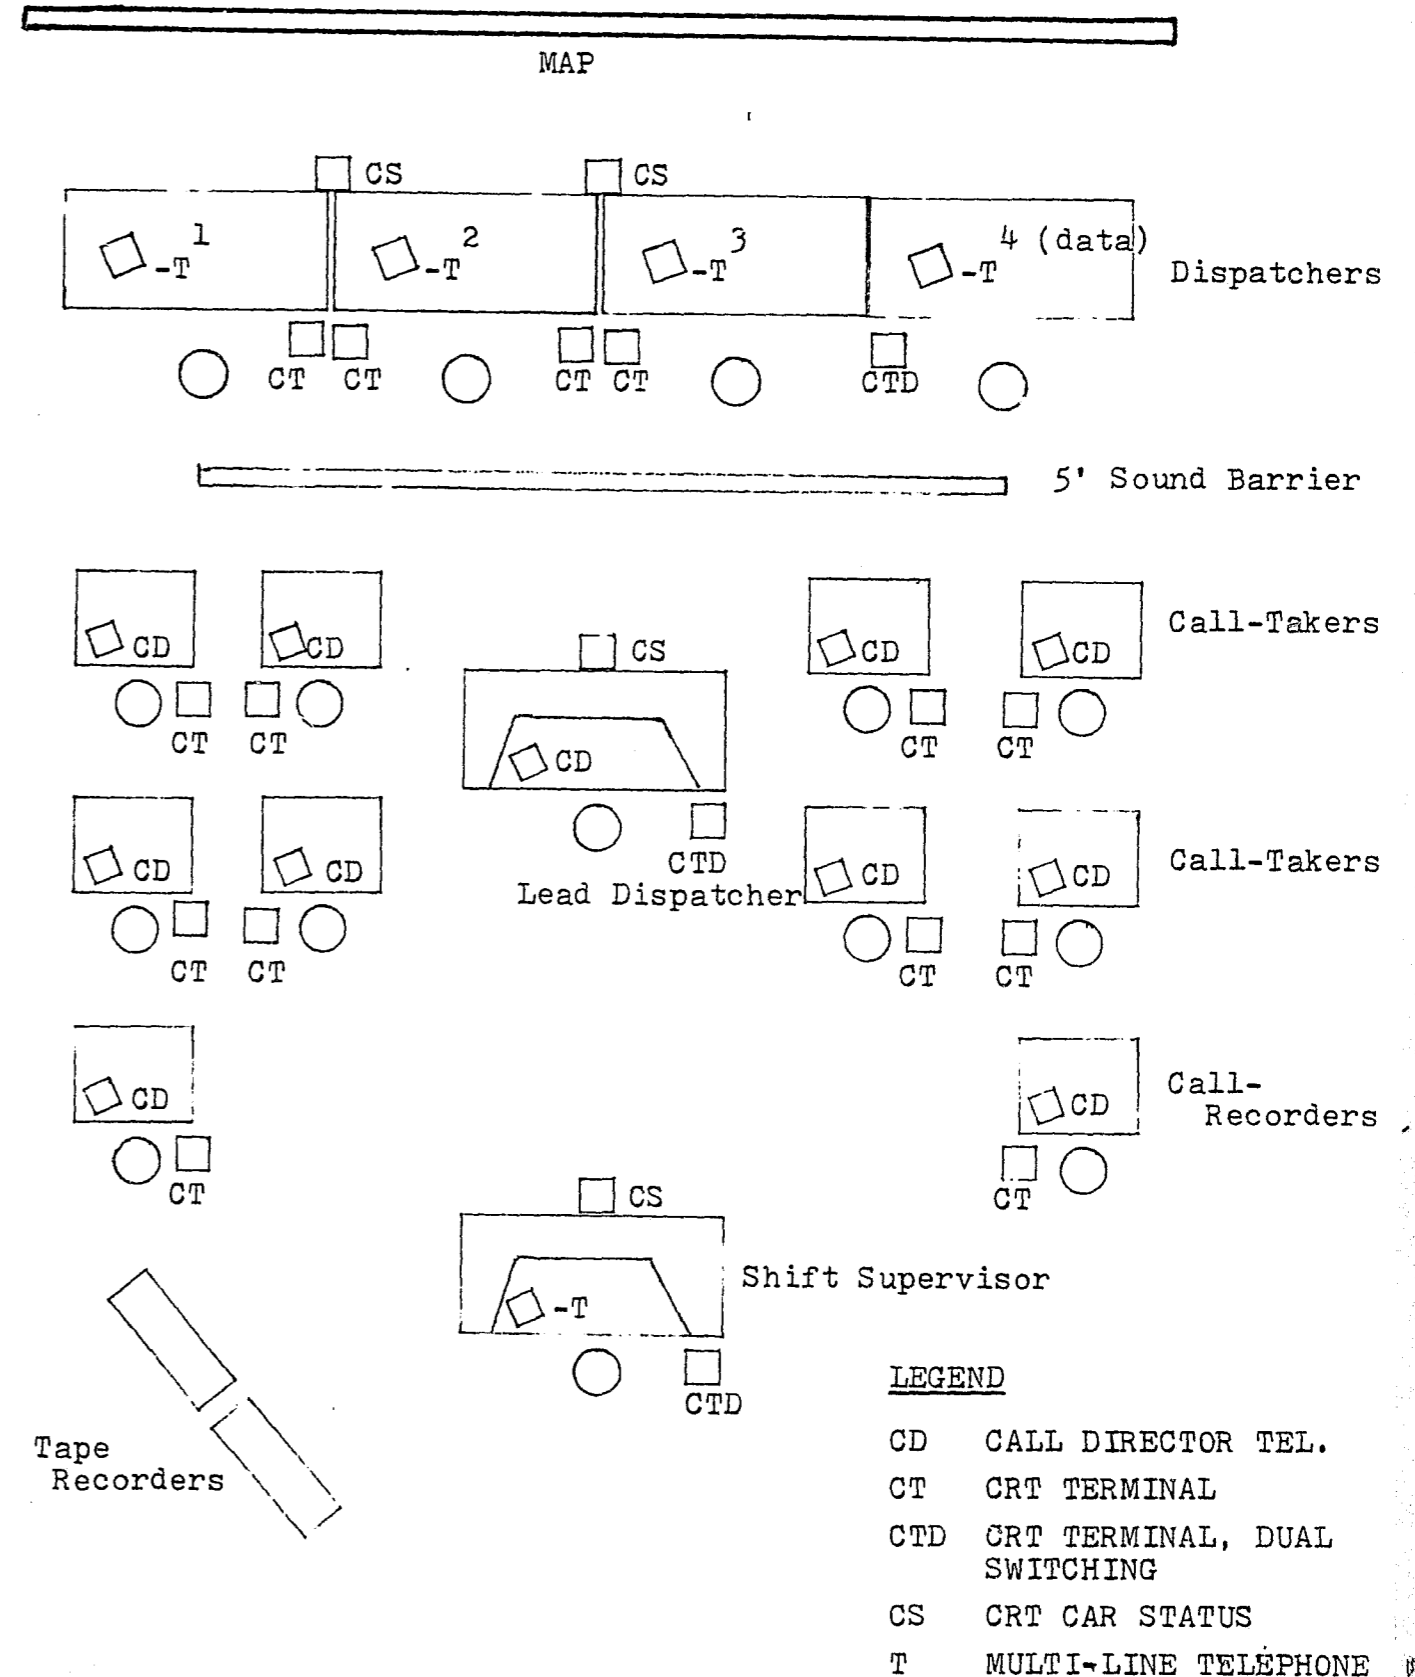 MAP
CS CS
-T 1 -T 2 -T 3 -T 4 (data)
Dispatchers
CT CT CT CT CTD
5' Sound Barrier
CD CD CD CD Call-Takers
CS
CT CT CT CT
CD
CTD
CD CD CD CD Call-Takers
Lead Dispatcher
CT CT CT CT
CD CD Call-
Recorders
CT CT
CS
Shift Supervisor
-T
CTD
Tape
Recorders
LEGEND
CD CALL DIRECTOR TEL.
CT CRT TERMINAL
CTD CRT TERMINAL, DUAL
SWITCHING
CS CRT CAR STATUS
T MULTI-LINE TELEPHONE